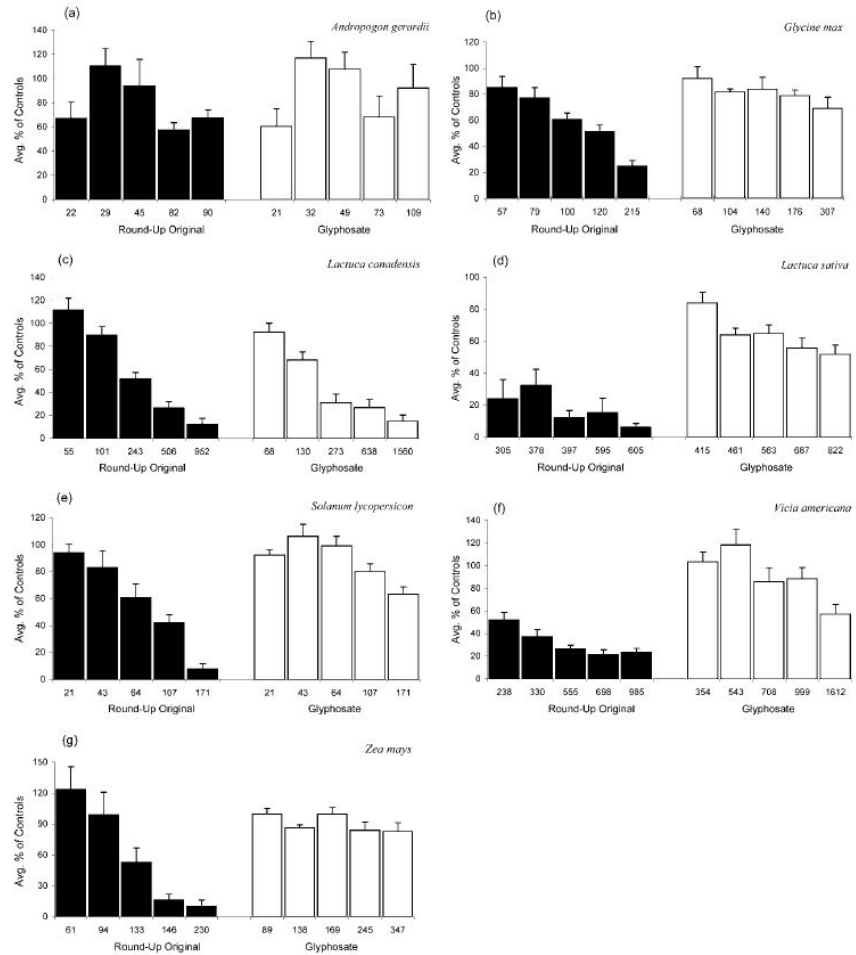 (a)
Andropogon gerardii
Avg. % of Controls
140
120
100
80
60
40
20
0
22 29 45 82 90 21 32 49 73 109
Round-Up Original Glyphosate
(b)
Glycine max
Avg. % of Controls
100
80
60
40
20
0
57 79 100 120 215 68 104 140 176 307
Round-Up Original Glyphosate
(c)
Lactuca canadensis
Avg. % of Controls
140
120
100
80
60
40
20
0
55 101 243 506 952 68 130 273 638 1560
Round-Up Original Glyphosate
(d)
Lactuca sativa
Avg. % of Controls
100
80
60
40
20
0
305 378 397 595 605 415 461 563 687 822
Round-Up Original Glyphosate
(e)
Solanum lycopersicon
Avg. % of Controls
120
100
80
60
40
20
0
21 43 64 107 171 21 43 64 107 171
Round-Up Original Glyphosate
(f)
Vicia americana
Avg. % of Controls
140
120
100
80
60
40
20
0
238 330 555 698 985 354 543 708 999 1612
Round-Up Original Glyphosate
(g)
Zea mays
Avg. % of Controls
150
120
90
60
30
0
61 94 133 146 230 89 138 169 245 347
Round-Up Original Glyphosate